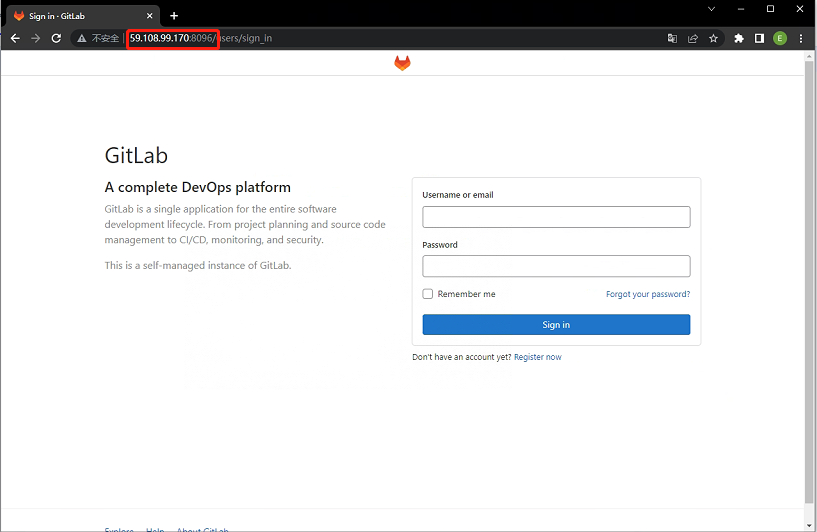 Sign in · GitLab
不安全 59.108.99.170:8096/users/sign_in
E
GitLab
A complete DevOps platform
GitLab is a single application for the entire software
development lifecycle. From project planning and source code
management to CI/CD, monitoring, and security.
This is a self-managed instance of GitLab.
Username or email
Password
Remember me
Forgot your password?
Sign in
Don't have an account yet? Register now
Explore Help About GitLab